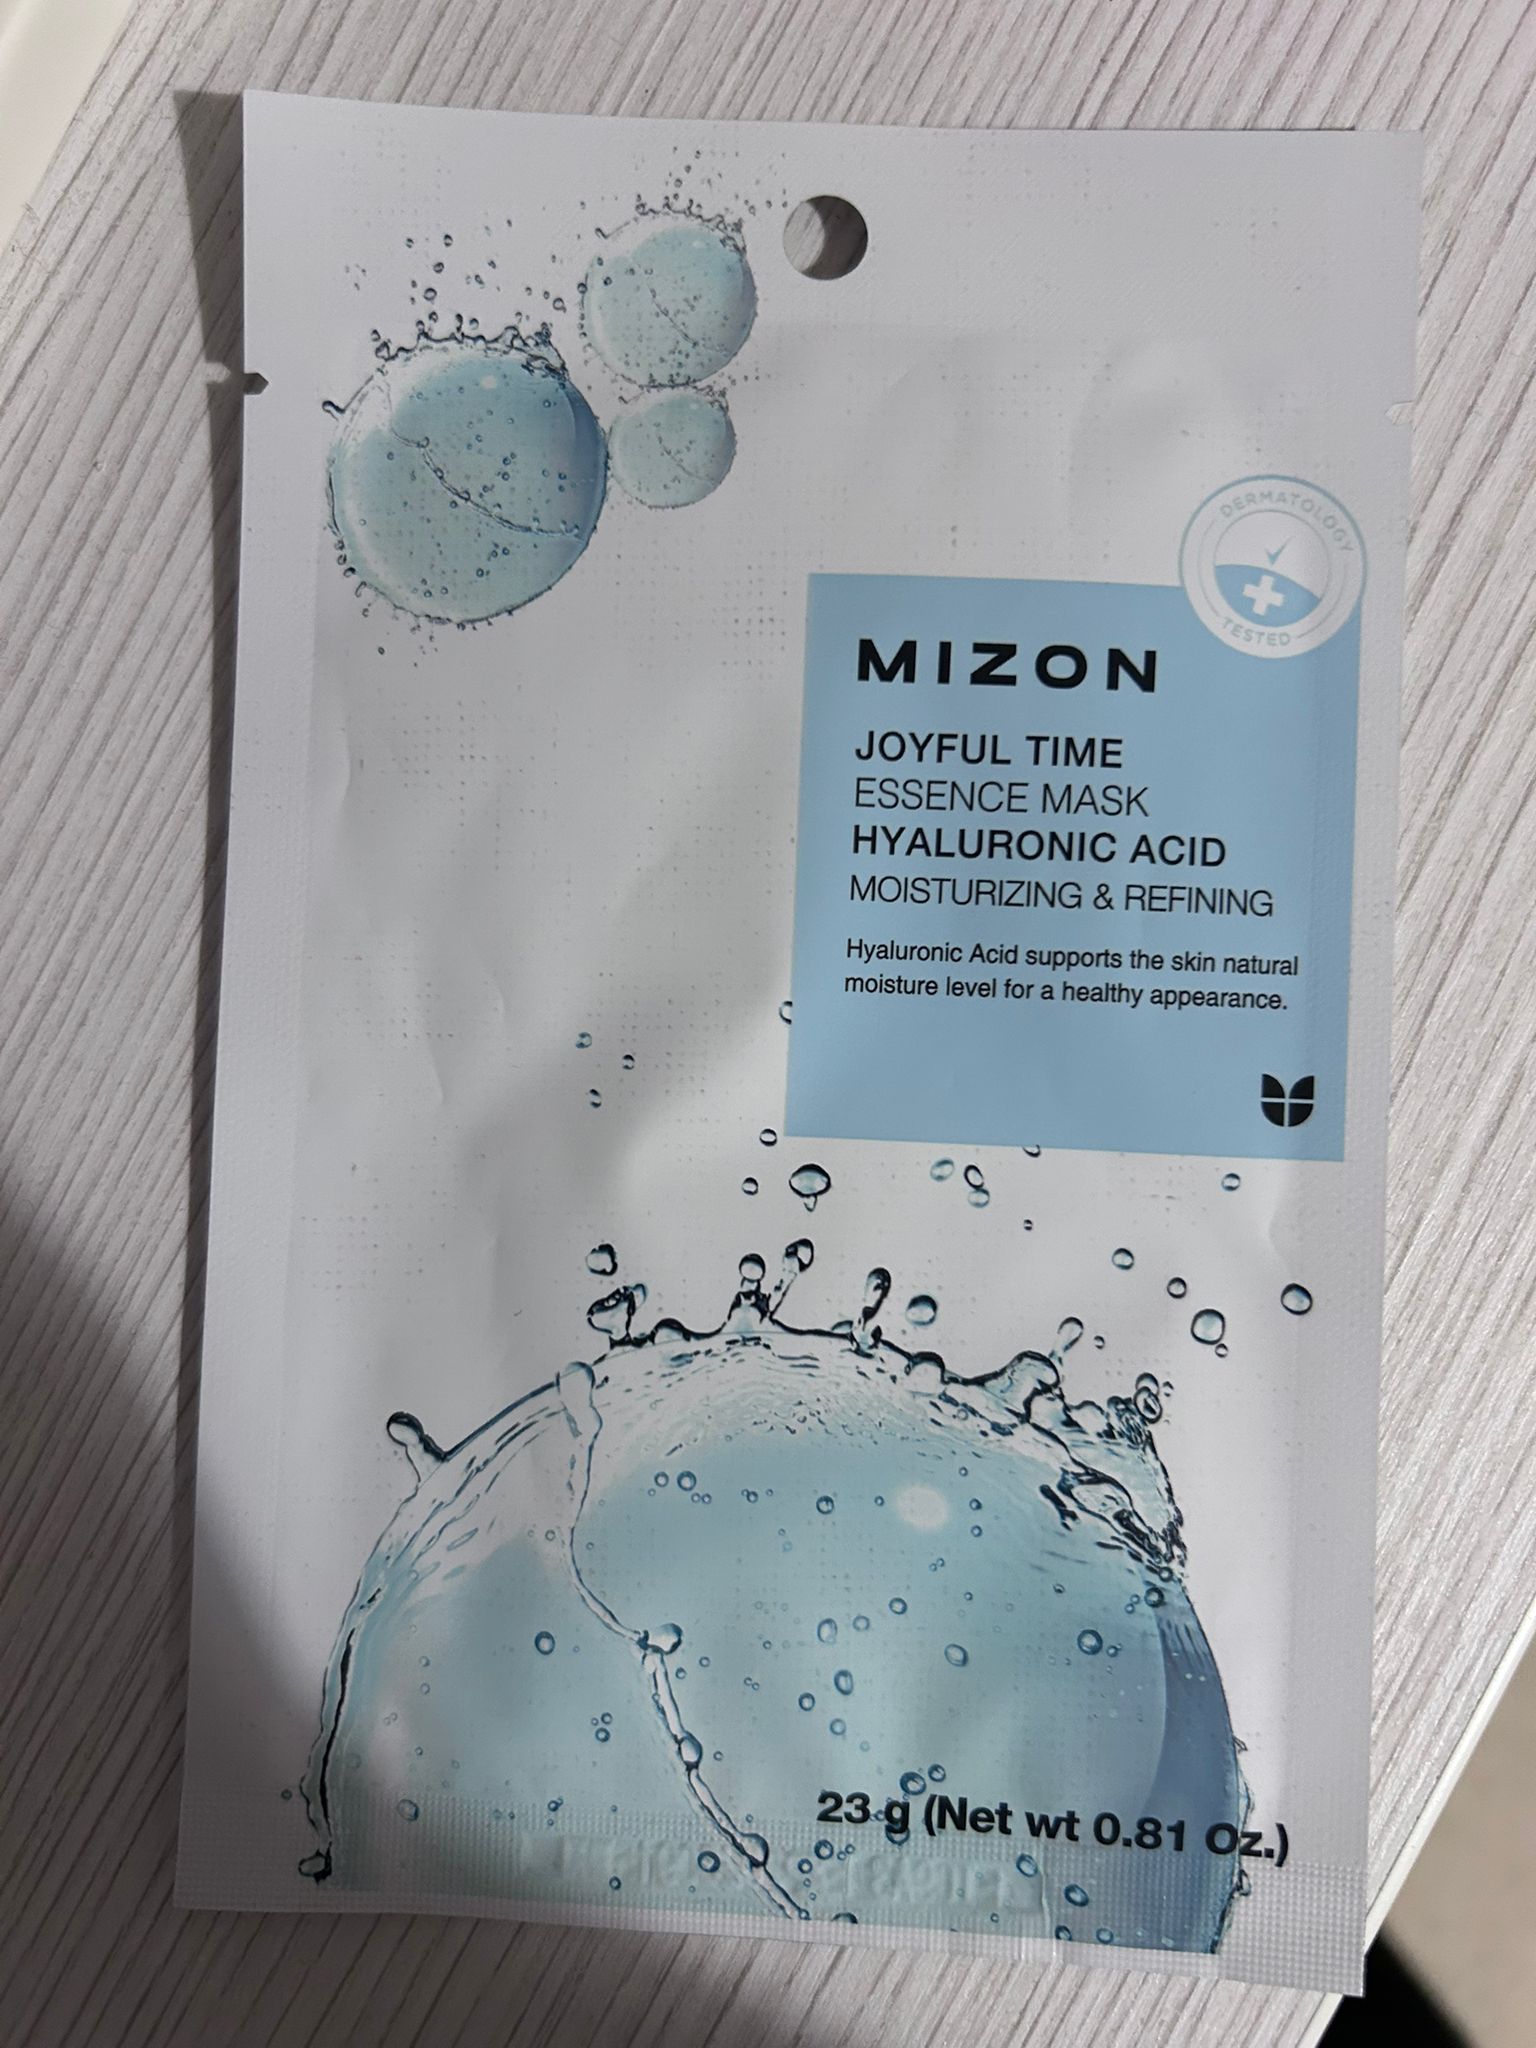 DERMATOLOGY
TESTED
MIZON
JOYFUL TIME
ESSENCE MASK
HYALURONIC ACID
MOISTURIZING & REFINING
Hyaluronic Acid supports the skin natural
moisture level for a healthy appearance.
23 g (Net wt 0.81 Oz.)